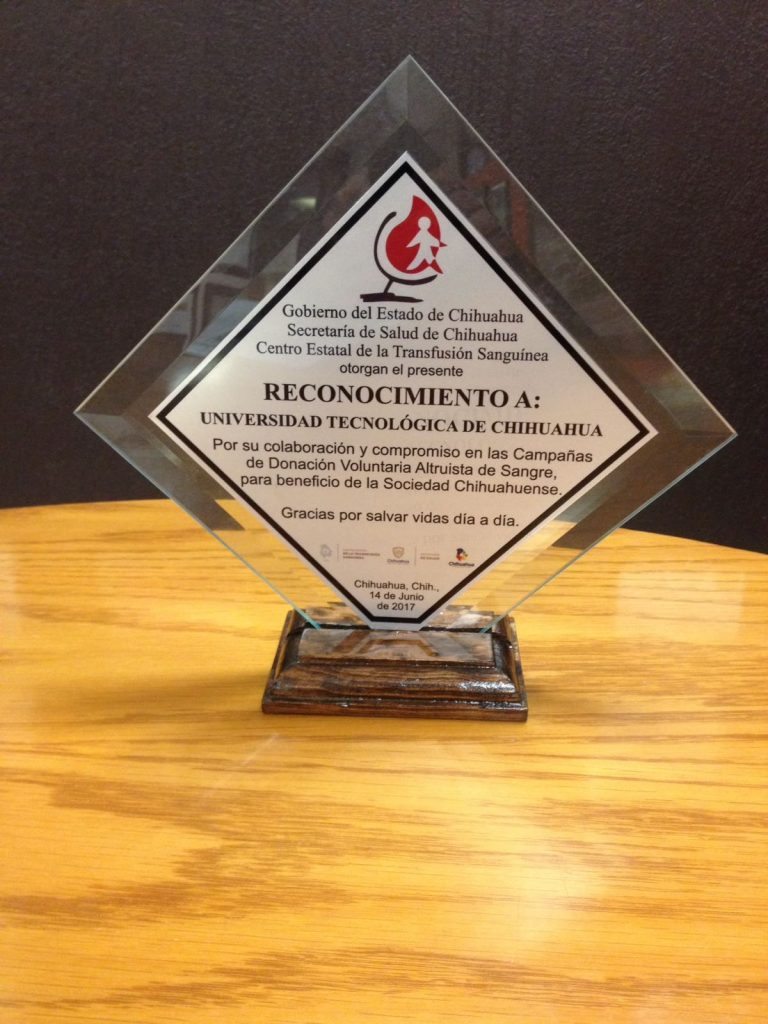 Gobierno del Estado de Chihuahua
Secretaría de Salud de Chihuahua
Centro Estatal de la Transfusión Sanguínea
otorgan el presente
RECONOCIMIENTO A:
UNIVERSIDAD TECNOLÓGICA DE CHIHUAHUA
Por su colaboración y compromiso en las Campañas
de Donación Voluntaria Altruista de Sangre,
para beneficio de la Sociedad Chihuahuense.
Gracias por salvar vidas día a día.
Chihuahua
Chihuahua
Chihuahua, Chih.,
14 de Junio
de 2017